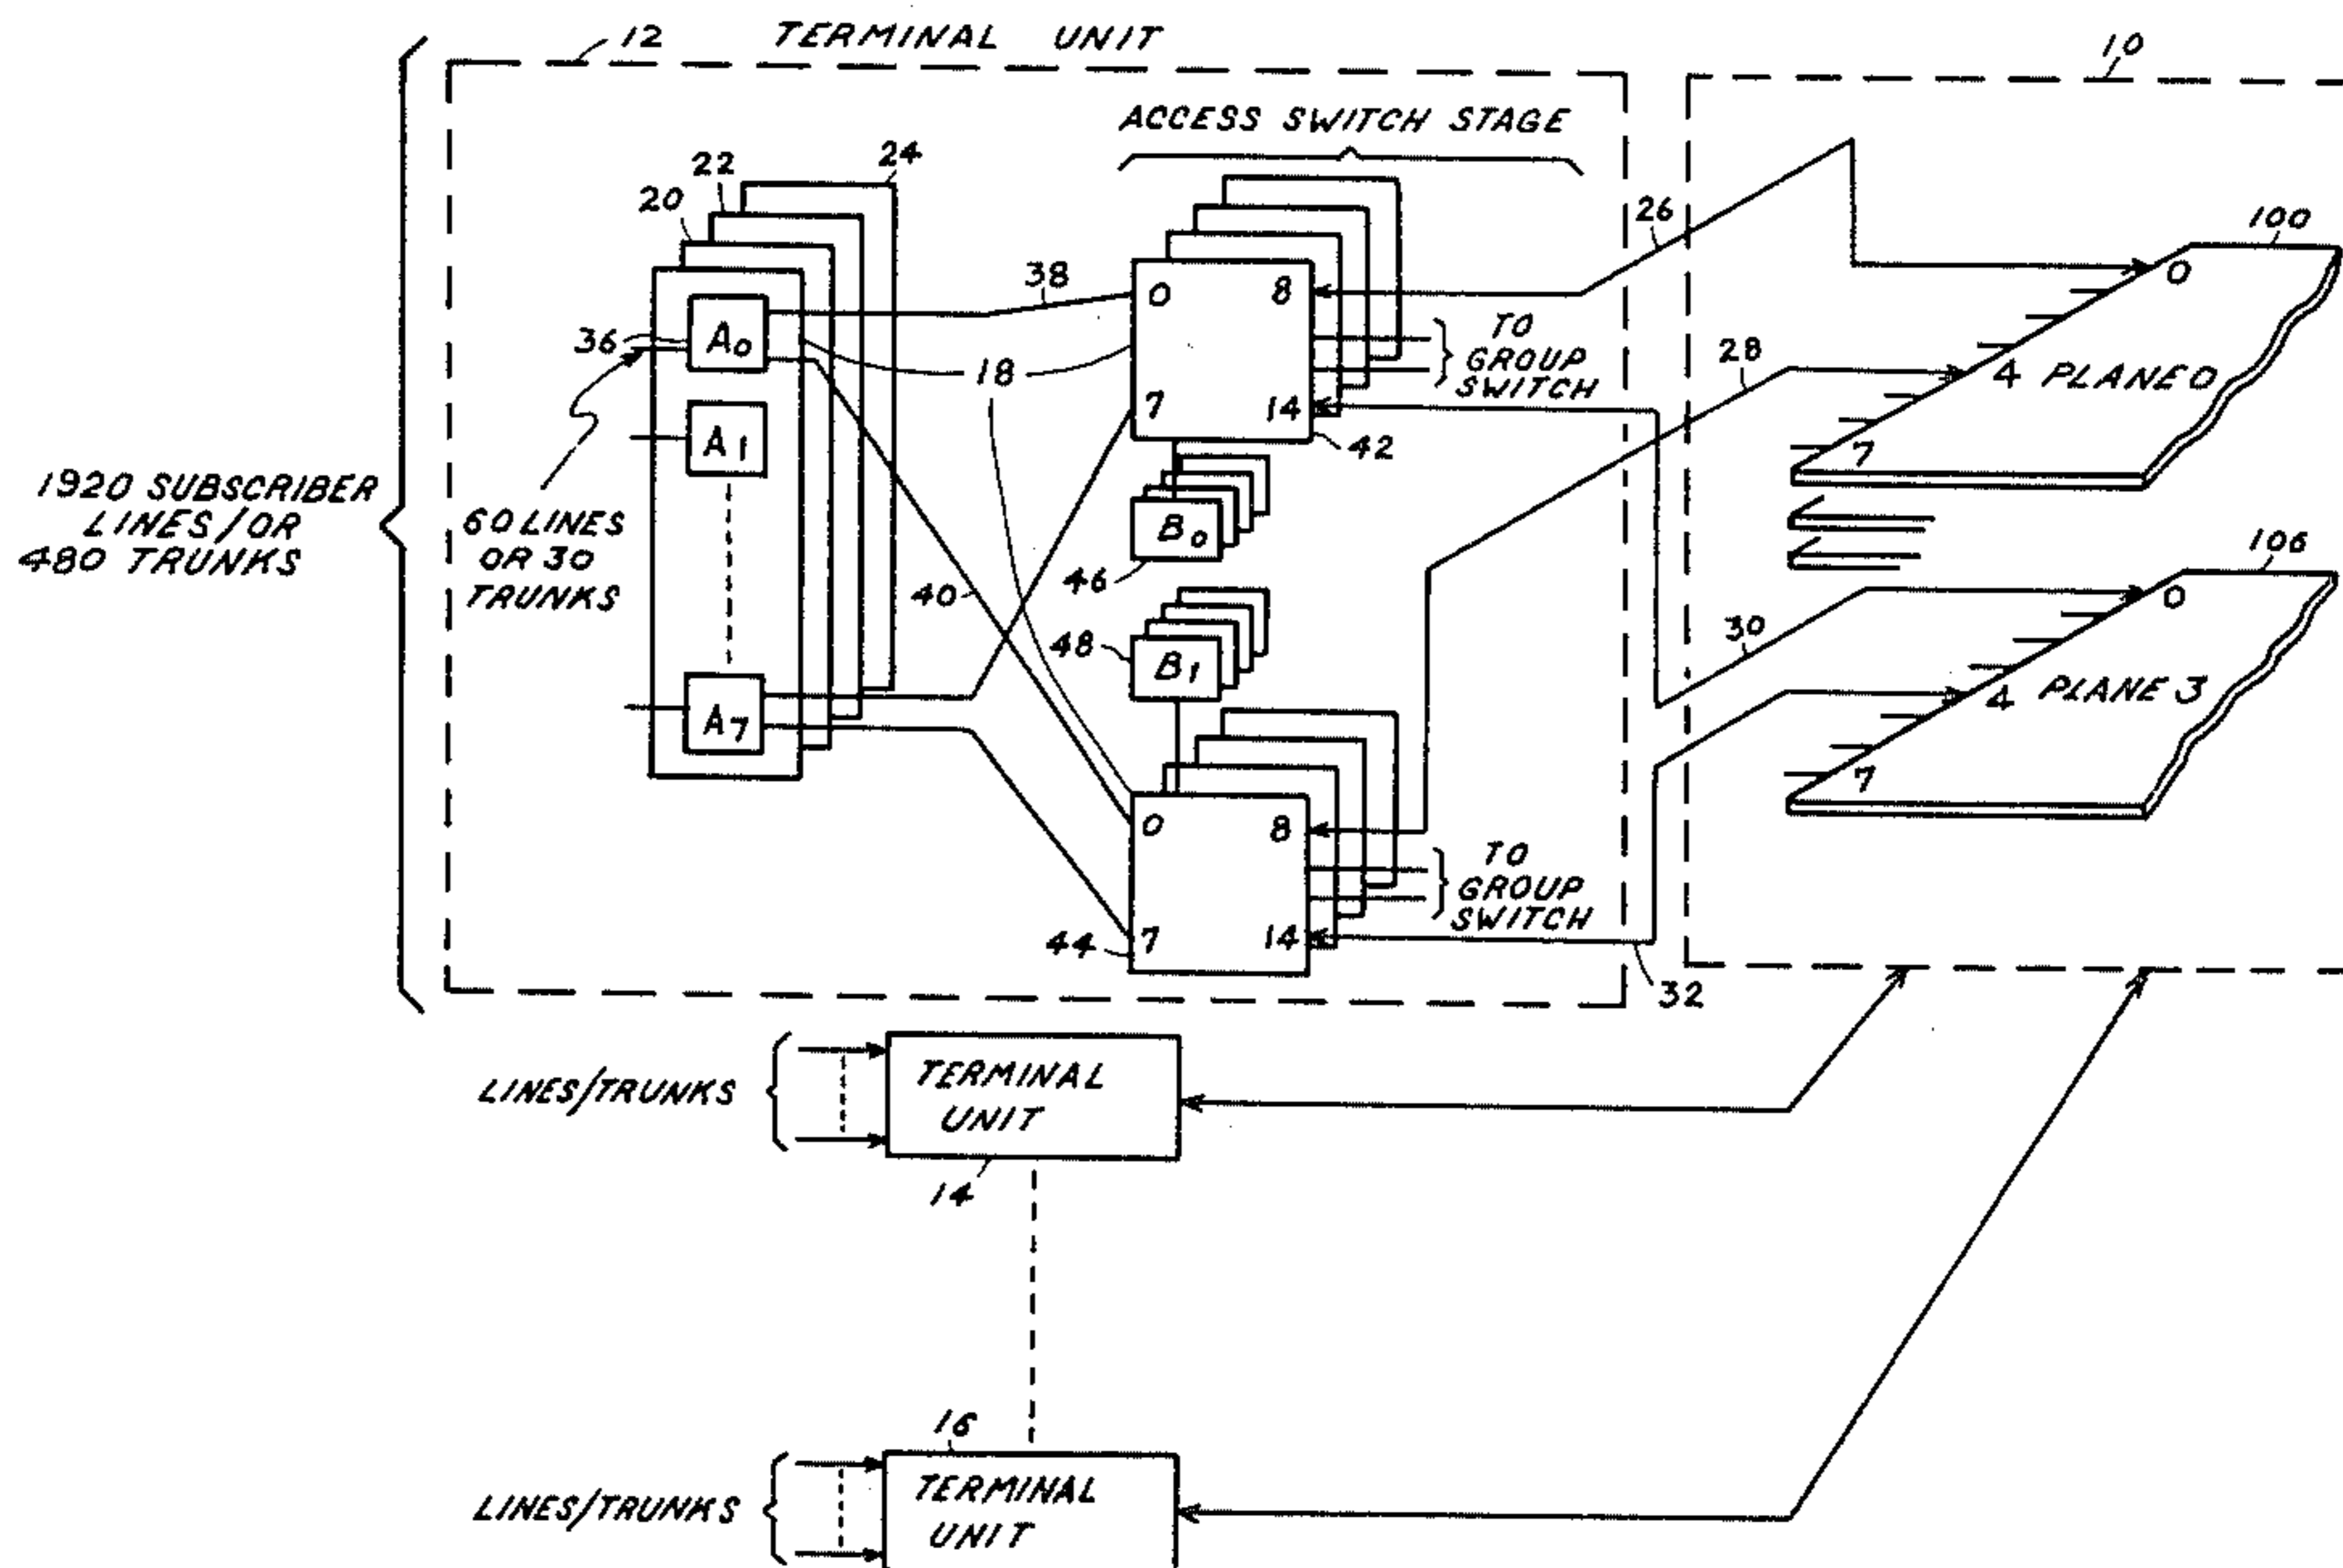 12 TERMINAL UNIT
10
ACCESS SWITCH STAGE
24
22
20
26
100
38
0 8
0
36
A0
18
TO
GROUP
SWITCH
28
4 PLANE 0
7 14
42
7
A1
1920 SUBSCRIBER
LINES/OR
480 TRUNKS
60 LINES
OR 30
TRUNKS
B0
46
40
106
0
30
48
B1
4 PLANE 3
A7
7
0 8
TO
GROUP
SWITCH
44
7 14
32
LINES/TRUNKS
TERMINAL
UNIT
14
16
LINES/TRUNKS
TERMINAL
UNIT